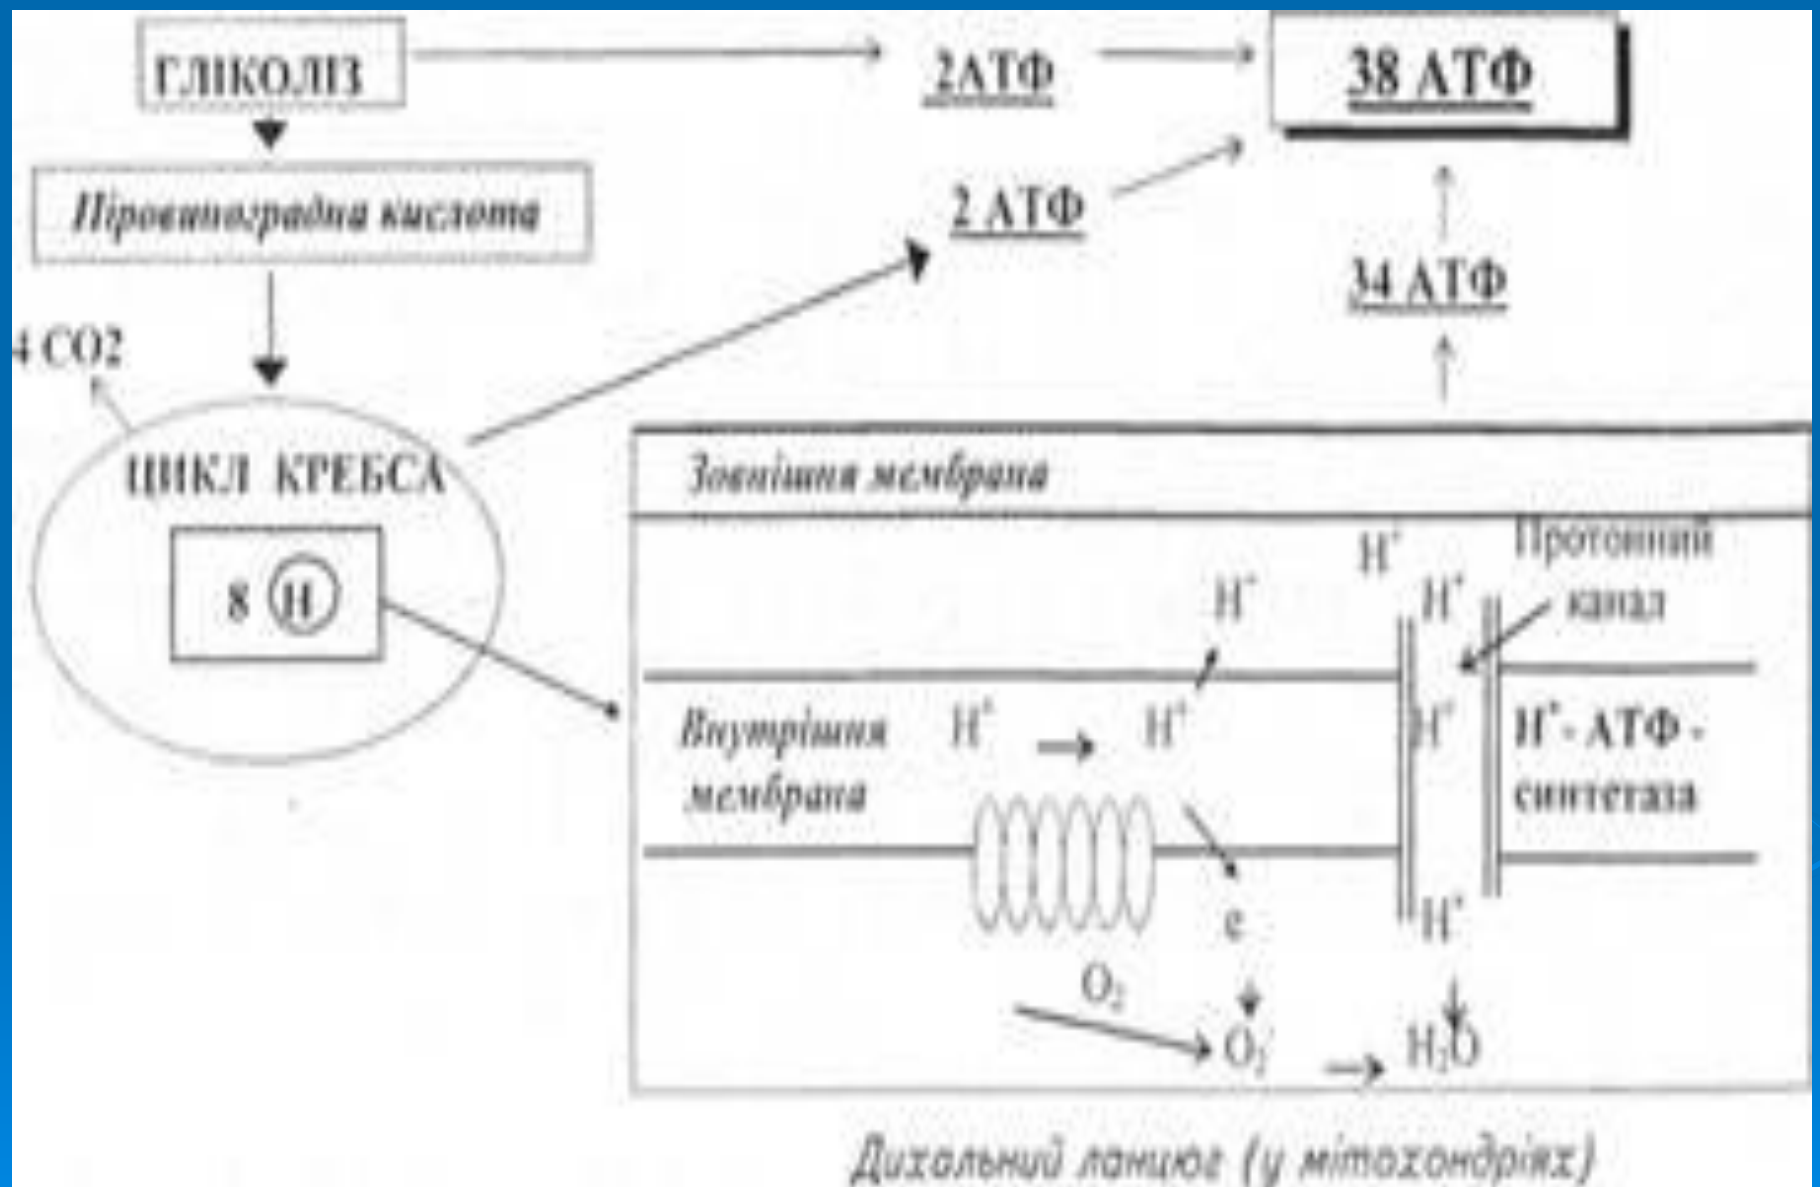 ГЛІКОЛІЗ
2АТФ
38 АТФ
Піровиноградна кислота
2 АТФ
34 АТФ
4 СО2
ЦИКЛ КРЕБСА
8 Н
Зовнішня мембрана
Протонний
канал
H⁺
H⁺
H⁺
Внутрішня
мембрана
H⁺
H⁺
H⁺
Н⁺ - АТФ -
синтетаза
e
H⁺
O₂
O₂
H₂O
Дихальний ланцюг (у мітохондріях)